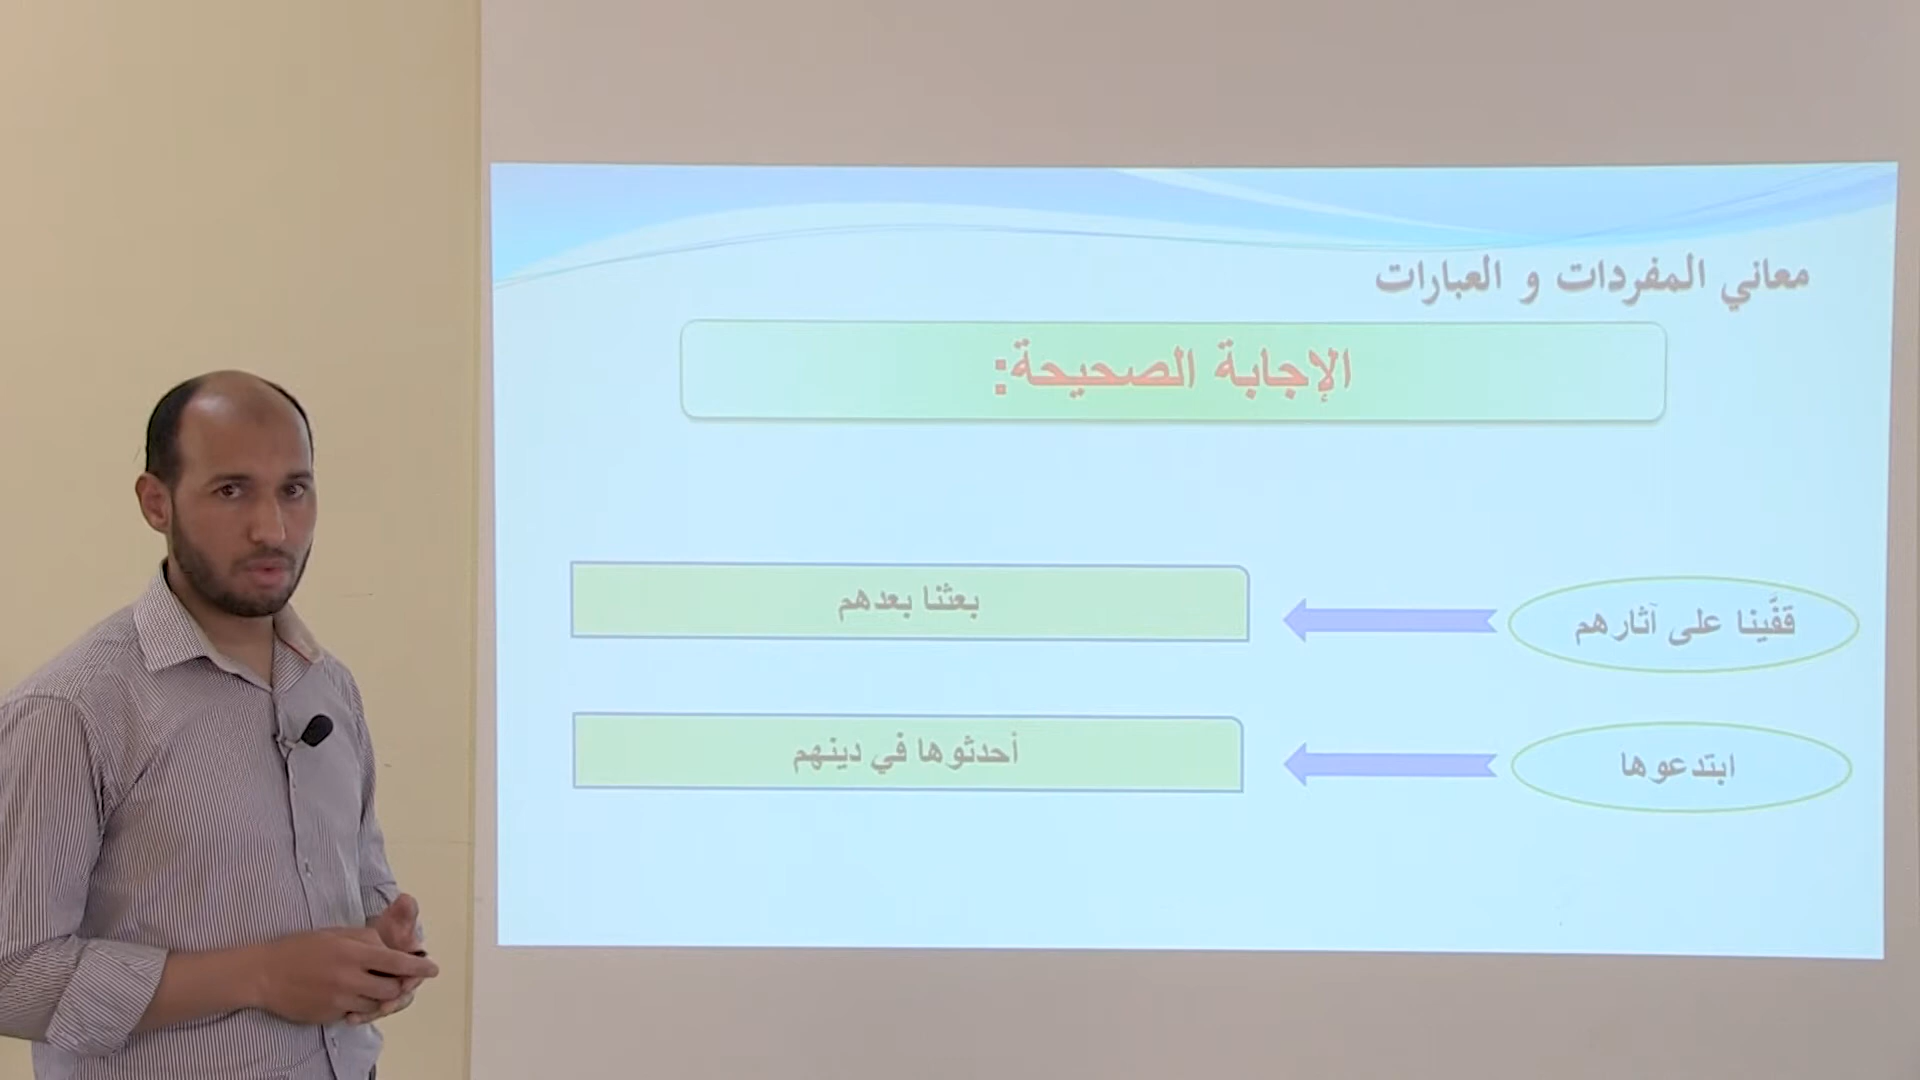 معاني المفردات و العبارات
الإجابة الصحيحة:
قفَّينا على آثارهم
بعثنا بعدهم
ابتدعوها
أحدثوها في دينهم